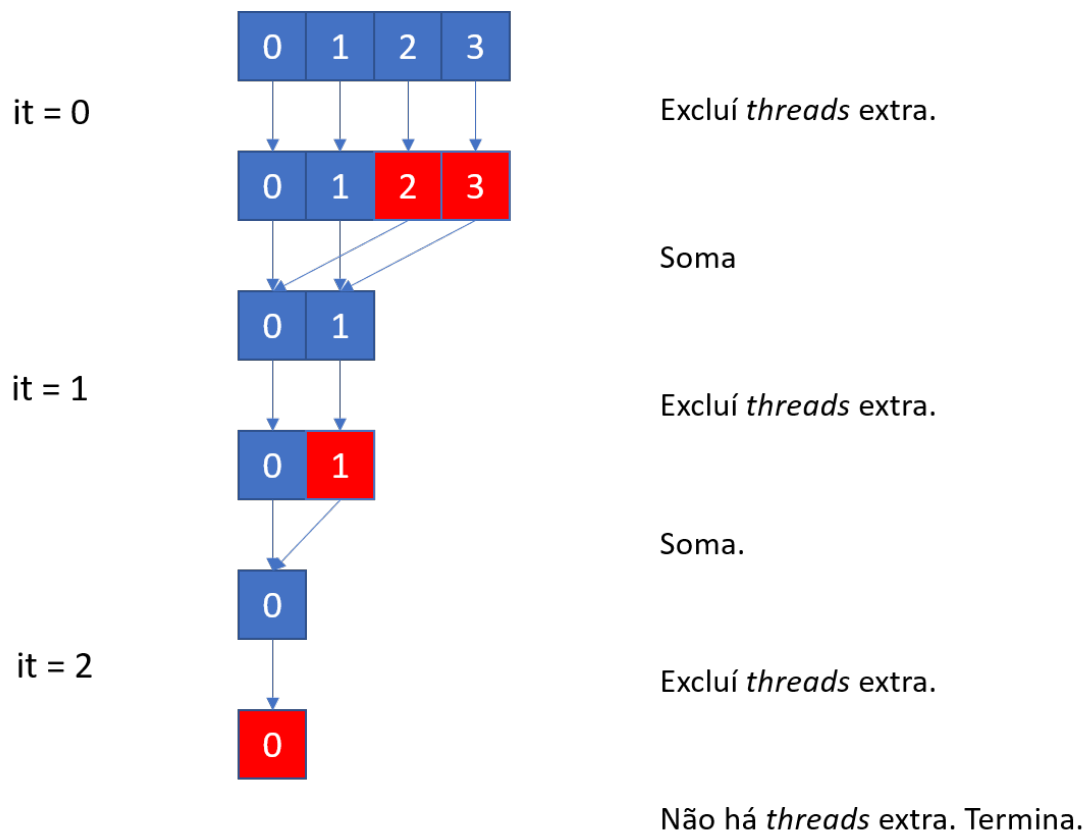 0 1 2 3
it = 0
Excluí threads extra.
0 1 2 3
Soma
0 1
it = 1
Excluí threads extra.
0 1
Soma.
0
it = 2
Excluí threads extra.
0
Não há threads extra. Termina.